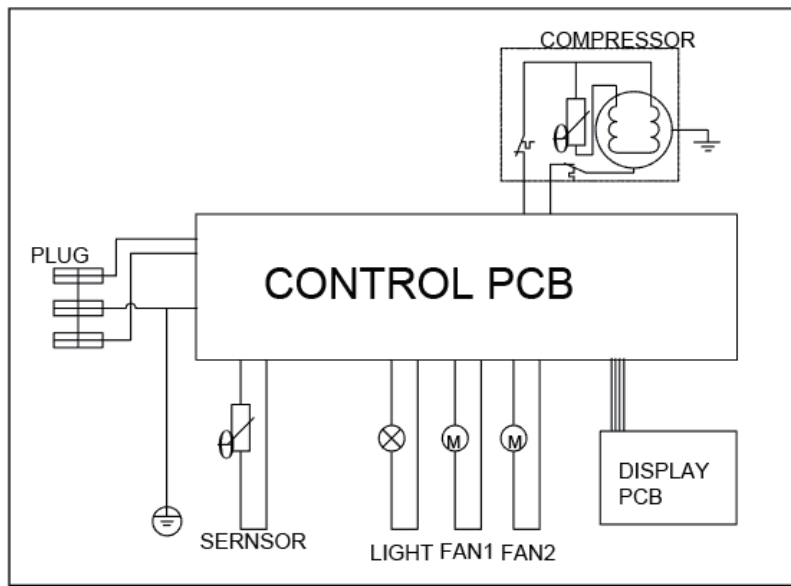 COMPRESSOR
PLUG
CONTROL PCB
M
M
DISPLAY
PCB
SERNSOR
LIGHT FAN1 FAN2